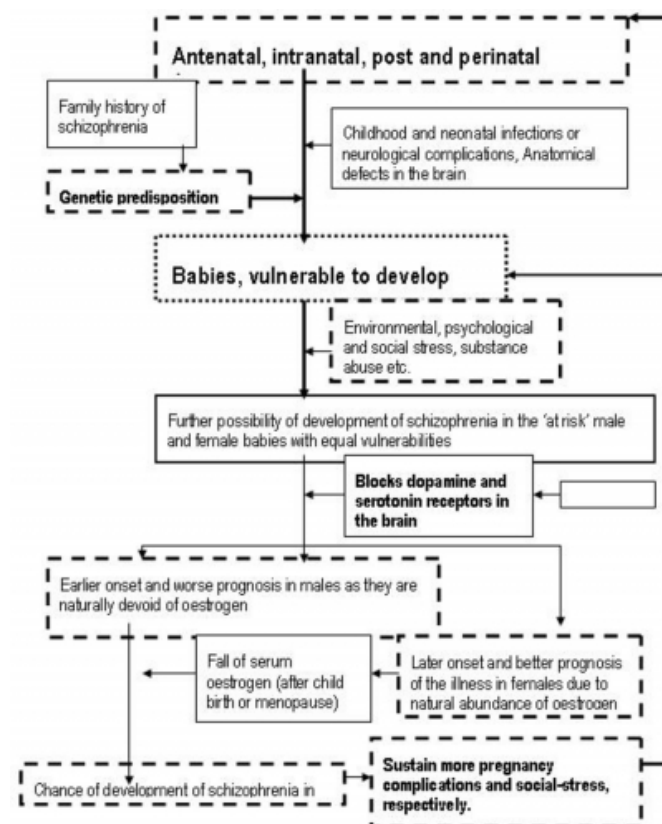 Antenatal, intranatal, post and perinatal
Family history of
schizophrenia
Childhood and neonatal infections or
neurological complications, Anatomical
defects in the brain
Genetic predisposition
Babies, vulnerable to develop
Environmental, psychological
and social stress, substance
abuse etc.
Further possibility of development of schizophrenia in the 'at risk' male
and female babies with equal vulnerabilities
Blocks dopamine and
serotonin receptors in
the brain
Earlier onset and worse prognosis in males as they are
naturally devoid of oestrogen
Fall of serum
oestrogen (after child
birth or menopause)
Later onset and better prognosis
of the illness in females due to
natural abundance of oestrogen
Chance of development of schizophrenia in
Sustain more pregnancy
complications and social-stress,
respectively.